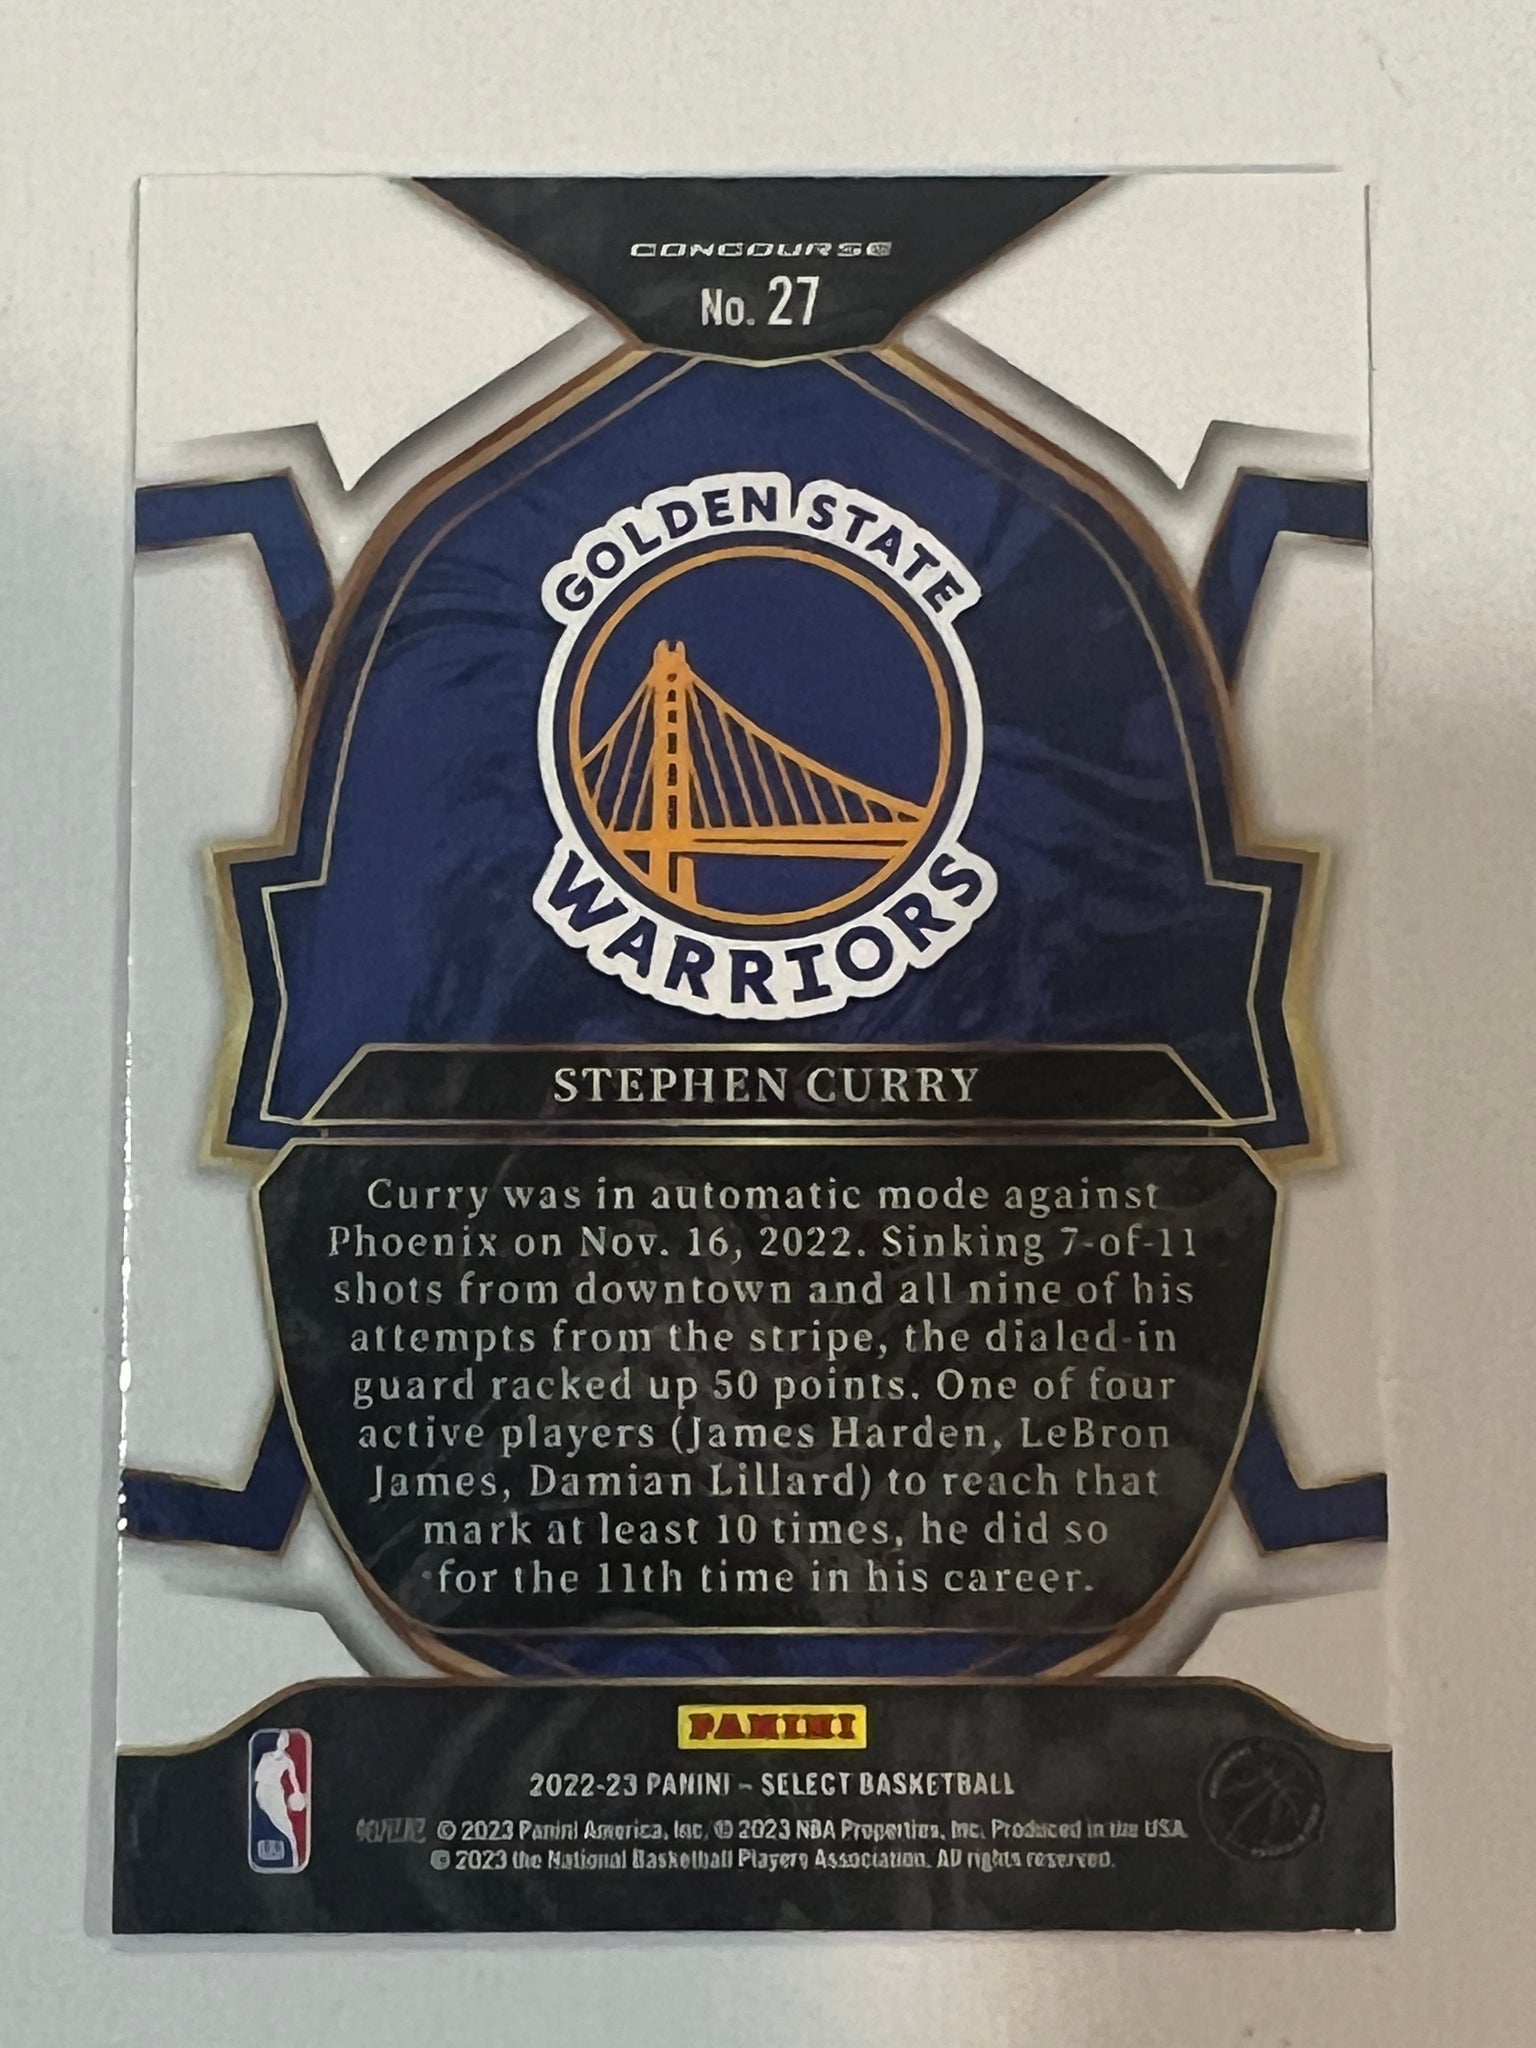 CONCOURSE
No. 27
GOLDEN STATE
WARRIORS
STEPHEN CURRY
Curry was in automatic mode against
Phoenix on Nov. 16, 2022. Sinking 7-of-11
shots from downtown and all nine of his
attempts from the stripe, the dialed-in
guard racked up 50 points. One of four
active players (James Harden, LeBron
James, Damian Lillard) to reach that
mark at least 10 times, he did so
for the 11th time in his career.
PANINI
2022-23 PANINI – SELECT BASKETBALL
© 2023 Panini America, Inc. © 2023 NBA Properties, Inc. Produced in the USA
© 2023 the National Basketball Players Association. All rights reserved.